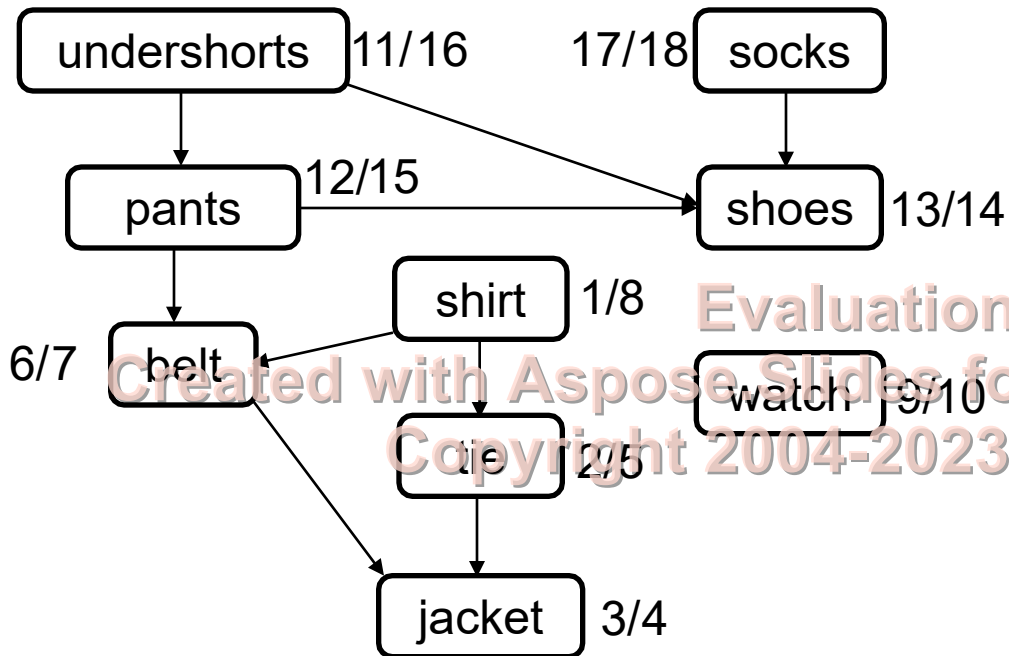 undershorts 11/16 17/18 socks
12/15
pants shoes 13/14
shirt 1/8
Evaluation
6/7 belt
Created with Aspose.Slides fo
watch 9/10
tie 2/5
Copyright 2004-2023
jacket 3/4